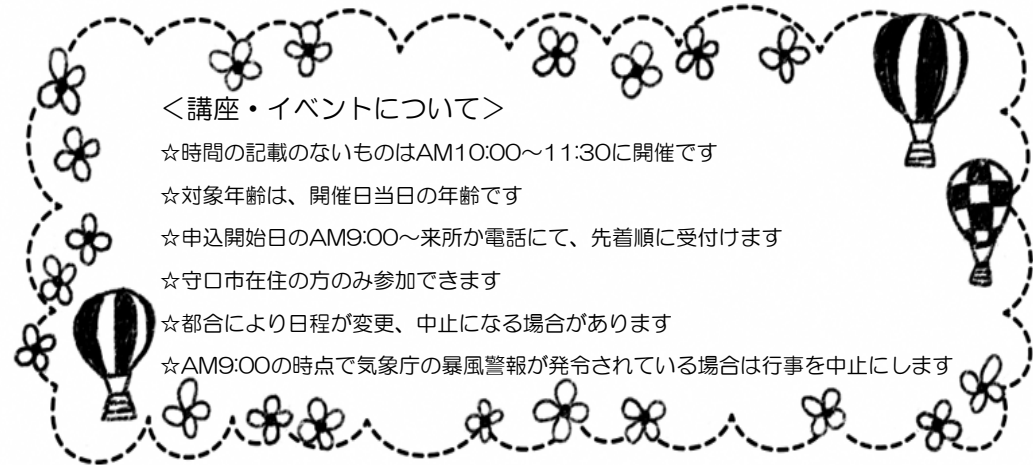 ＜講座・イベントについて＞
☆時間の記載のないものはAM10:00～11:30に開催です
☆対象年齢は、開催日当日の年齢です
☆申込開始日のAM9:00～来所か電話にて、先着順に受付けます
☆守口市在住の方のみ参加できます
☆都合により日程が変更、中止になる場合があります
☆AM9:00の時点で気象庁の暴風警報が発令されている場合は行事を中止にします